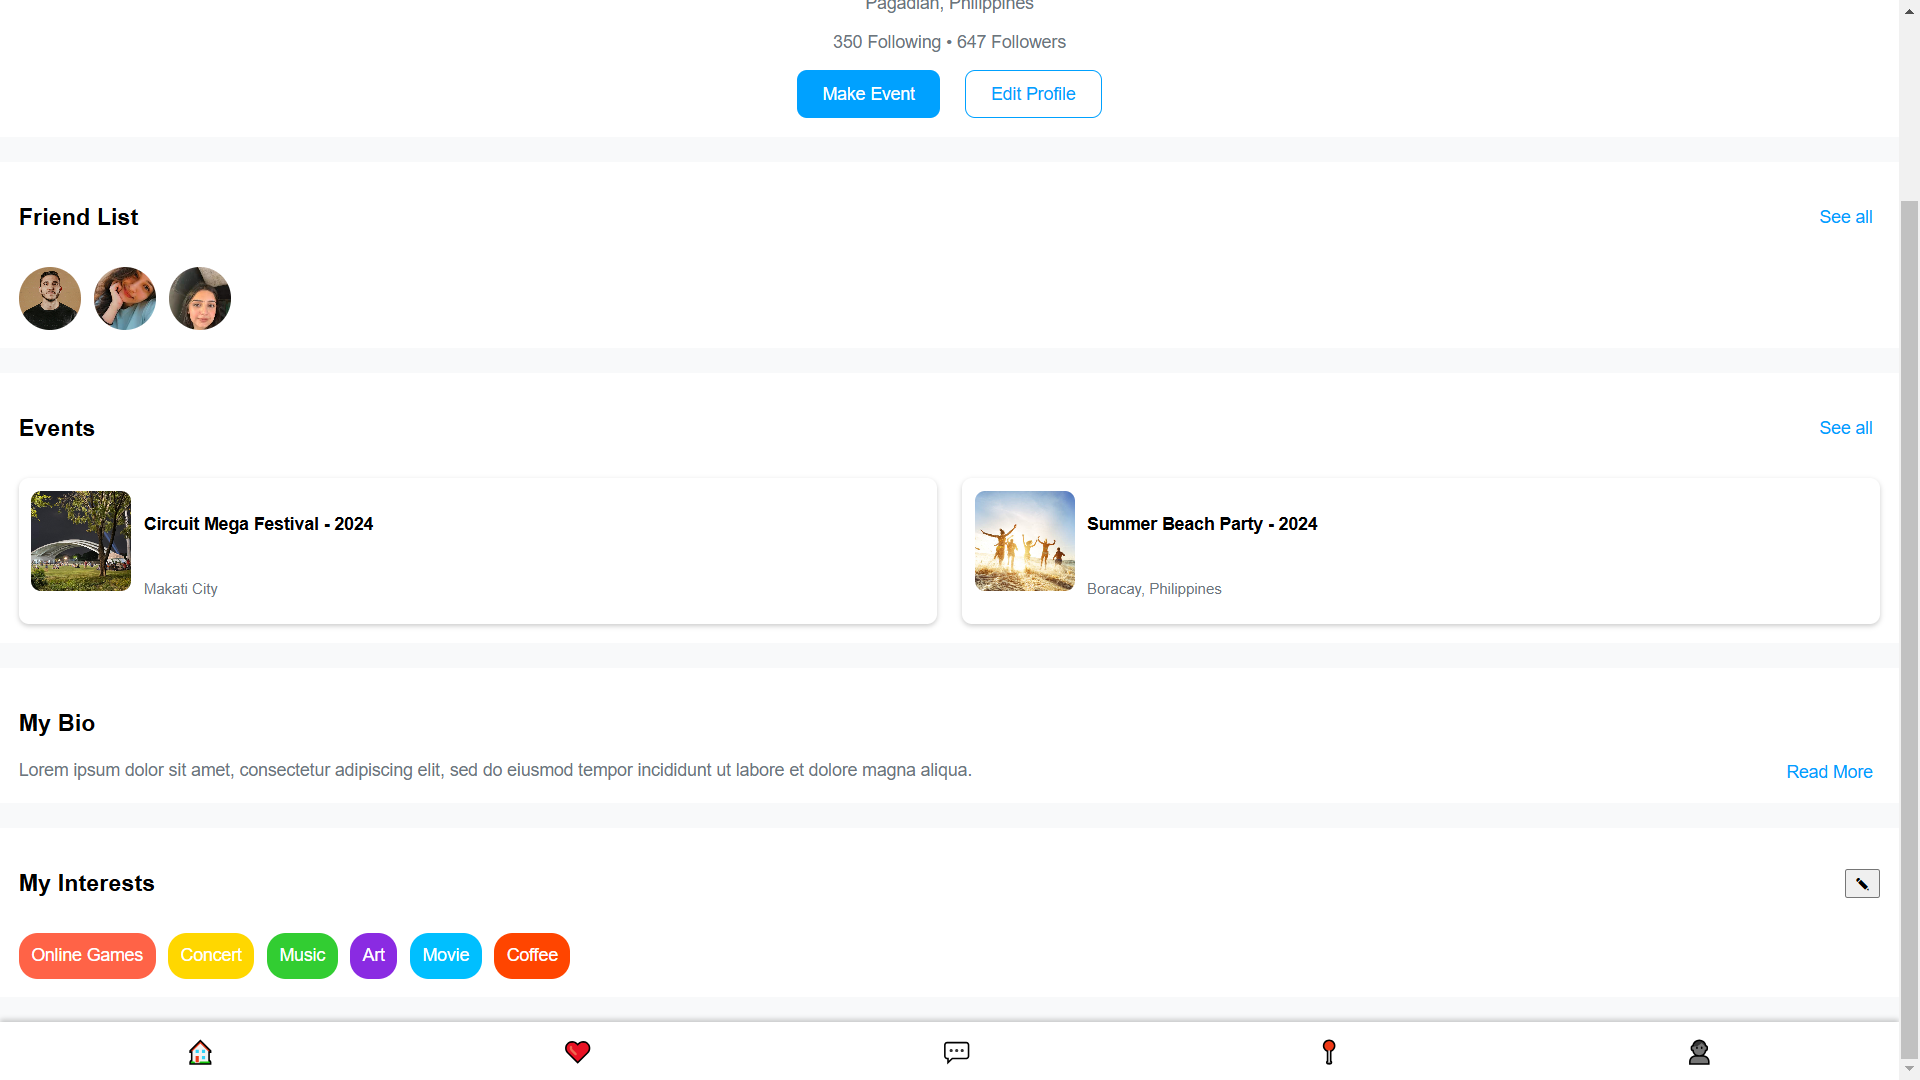 Pagadian, Philippines
350 Following • 647 Followers
Make Event Edit Profile
Friend List See all
Events See all
Circuit Mega Festival - 2024
Makati City
Summer Beach Party - 2024
Boracay, Philippines
My Bio
Lorem ipsum dolor sit amet, consectetur adipiscing elit, sed do eiusmod tempor incididunt ut labore et dolore magna aliqua.
Read More
My Interests
Online Games Concert Music Art Movie Coffee